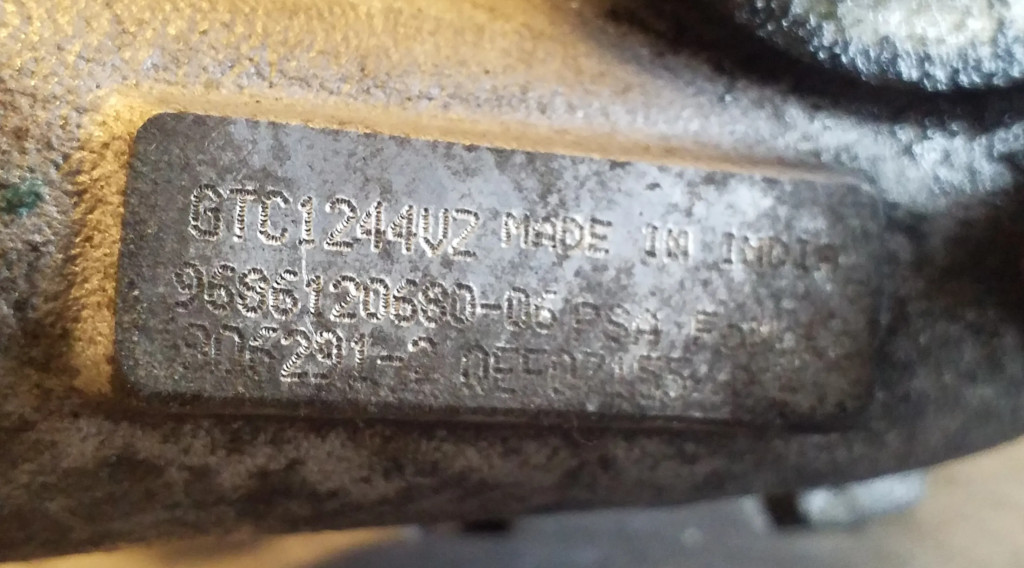 GTC1244VZ MADE IN INDIA
9686120680-06 PSA
806291-2